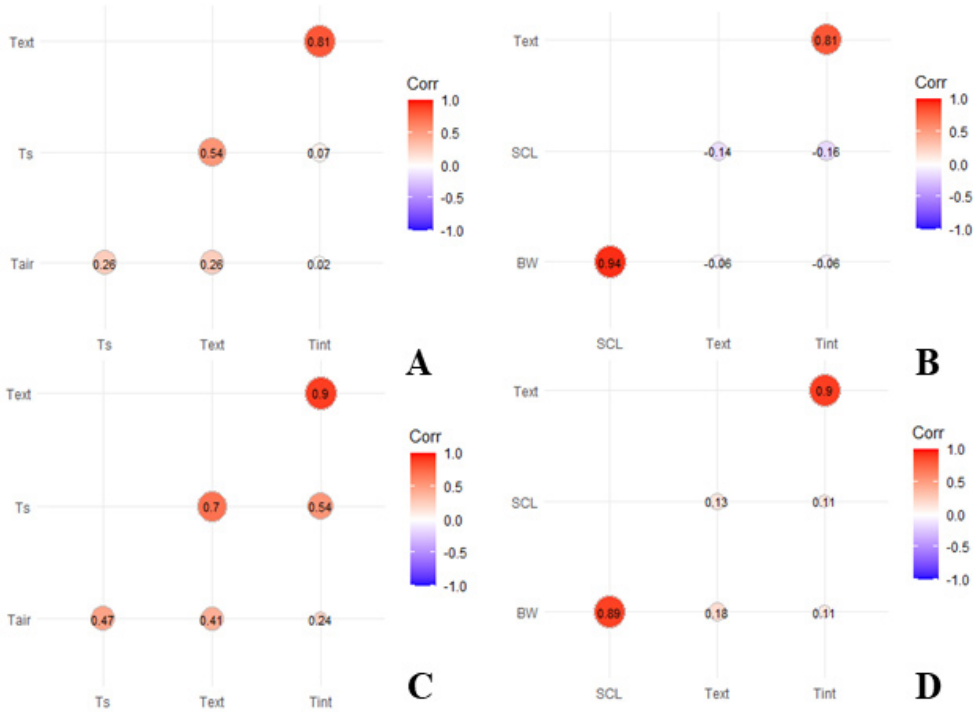 Text 0.81
Corr
1.0
0.5
Ts 0.54 0.07
0.0
-0.5
-1.0
Tair 0.26 0.26 0.02
Ts Text Tint
A
Text 0.81
Corr
1.0
0.5
SCL -0.14 -0.16
0.0
-0.5
-1.0
BW 0.94 -0.06 -0.06
SCL Text Tint
B
Text 0.9
Corr
1.0
0.5
Ts 0.7 0.54
0.0
-0.5
-1.0
Tair 0.47 0.41 0.24
Ts Text Tint
C
Text 0.9
Corr
1.0
0.5
SCL 0.13 0.11
0.0
-0.5
-1.0
BW 0.89 0.18 0.11
SCL Text Tint
D